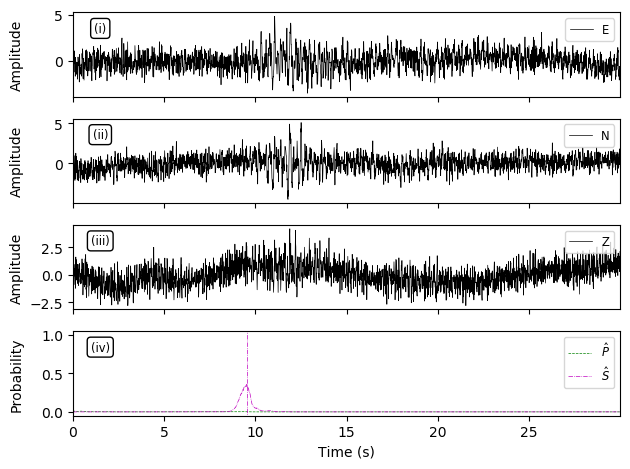 Amplitude
5
0
(i)
E
Amplitude
5
0
(ii)
N
Amplitude
2.5
0.0
−2.5
(iii)
Z
Probability
1.0
0.5
0.0
(iv)
P̂
Ŝ
0 5 10 15 20 25
Time (s)